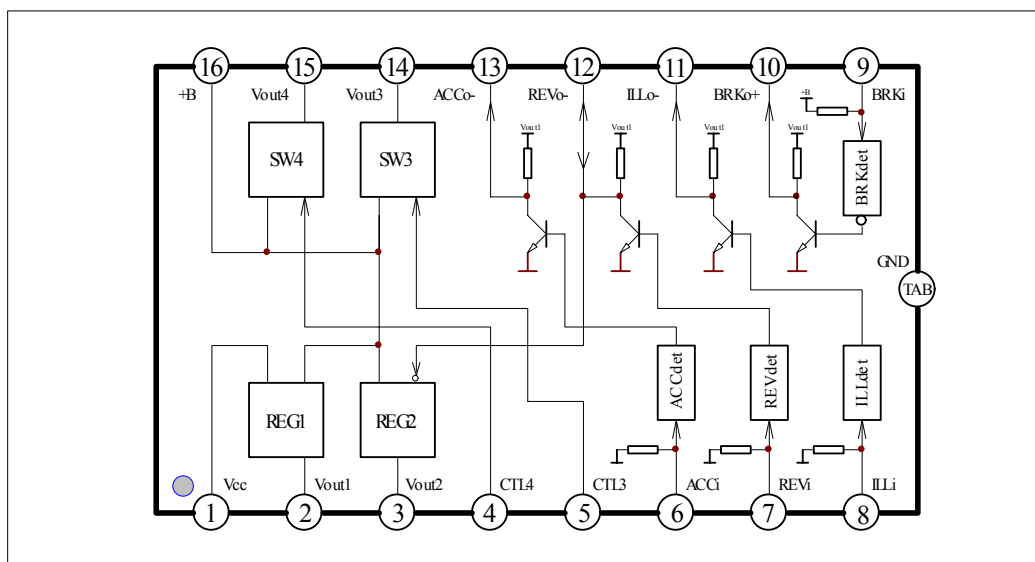 16 15 14 13 12 11 10 9
+B Vout4 Vout3 ACCo- REVo- ILLo- BRKo+ BRKi
+B
Vout1 Vout1 Vout1 Vout1
SW4 SW3 BRKdet
GND
TAB
REG1 REG2 ACCdet REVdet ILLdet
Vcc Vout1 Vout2 CTL4 CTL3 ACCi REVi ILLi
1 2 3 4 5 6 7 8